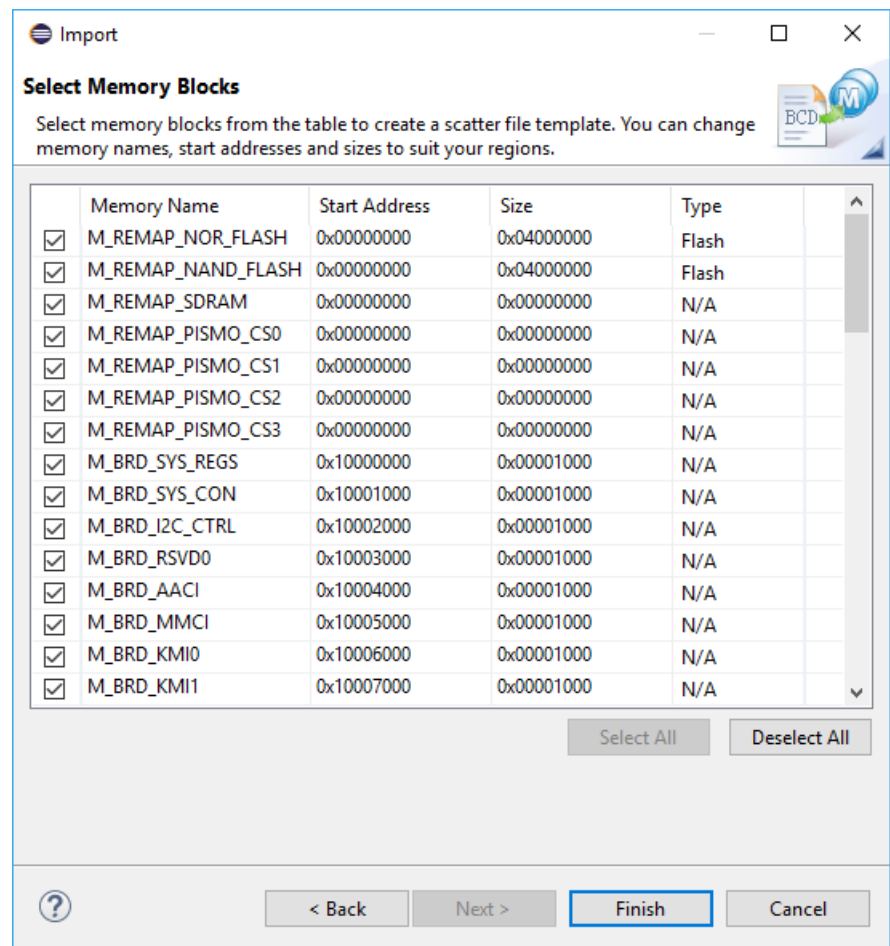 Import
Select Memory Blocks
Select memory blocks from the table to create a scatter file template. You can change
memory names, start addresses and sizes to suit your regions.
BCD M
Memory Name Start Address Size Type
M_REMAP_NOR_FLASH 0x00000000 0x04000000 Flash
M_REMAP_NAND_FLASH 0x00000000 0x04000000 Flash
M_REMAP_SDRAM 0x00000000 0x00000000 N/A
M_REMAP_PISMO_CS0 0x00000000 0x00000000 N/A
M_REMAP_PISMO_CS1 0x00000000 0x00000000 N/A
M_REMAP_PISMO_CS2 0x00000000 0x00000000 N/A
M_REMAP_PISMO_CS3 0x00000000 0x00000000 N/A
M_BRD_SYS_REGS 0x10000000 0x00001000 N/A
M_BRD_SYS_CON 0x10001000 0x00001000 N/A
M_BRD_I2C_CTRL 0x10002000 0x00001000 N/A
M_BRD_RSVD0 0x10003000 0x00001000 N/A
M_BRD_AACI 0x10004000 0x00001000 N/A
M_BRD_MMCI 0x10005000 0x00001000 N/A
M_BRD_KMI0 0x10006000 0x00001000 N/A
M_BRD_KMI1 0x10007000 0x00001000 N/A
Select All Deselect All
? < Back Next > Finish Cancel